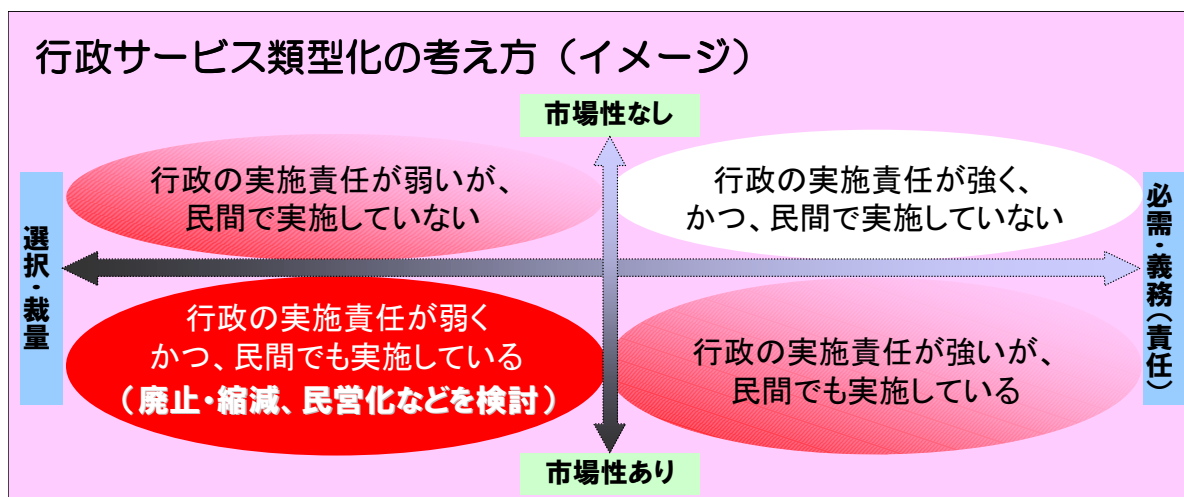 行政サービス類型化の考え方（イメージ）
市場性なし
行政の実施責任が弱いが、
民間で実施していない
行政の実施責任が強く、
かつ、民間で実施していない
選択・裁量
必需・義務（責任）
行政の実施責任が弱く
かつ、民間でも実施している
（廃止・縮減、民営化などを検討）
行政の実施責任が強いが、
民間でも実施している
市場性あり